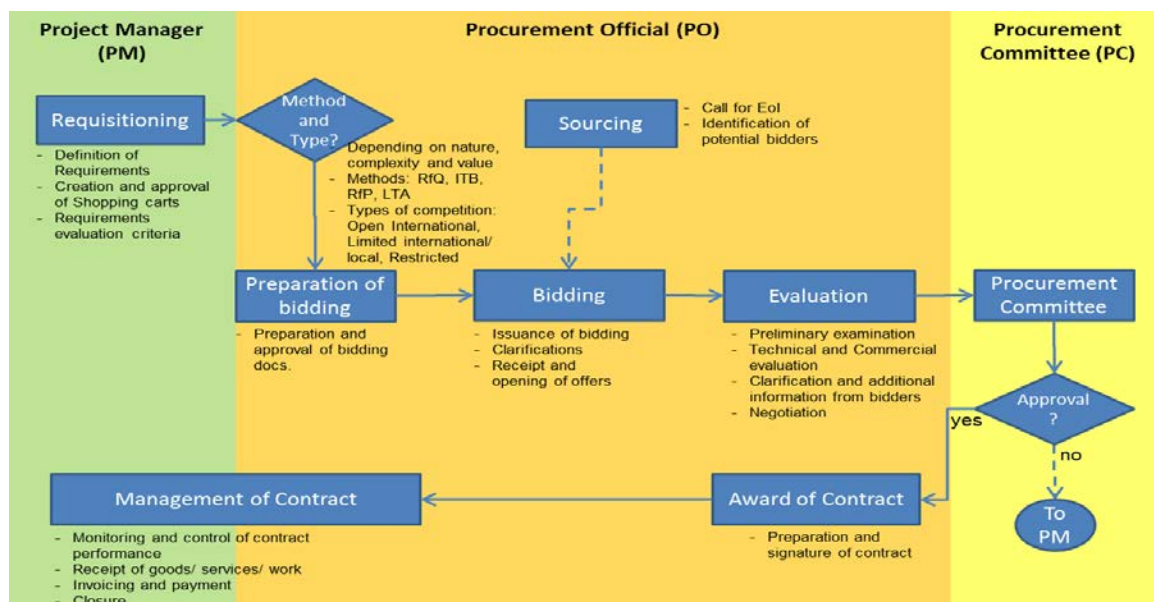 Project Manager
(PM)
Procurement Official (PO)
Procurement
Committee (PC)
Requisitioning
- Definition of
Requirements
- Creation and approval
of Shopping carts
- Requirements
evaluation criteria
Method
and
Type?
- Depending on nature,
complexity and value
- Methods: RfQ, ITB,
RfP, LTA
- Types of competition:
Open International,
Limited international/
local, Restricted
Sourcing
- Call for EoI
- Identification of
potential bidders
Preparation of
bidding
- Preparation and
approval of bidding
docs.
Bidding
- Issuance of bidding
- Clarifications
- Receipt and
opening of offers
Evaluation
- Preliminary examination
- Technical and Commercial
evaluation
- Clarification and additional
information from bidders
- Negotiation
Procurement
Committee
Approval
?
yes
no
To
PM
Award of Contract
- Preparation and
signature of contract
Management of Contract
- Monitoring and control of contract
performance
- Receipt of goods/ services/ work
- Invoicing and payment
- Closure